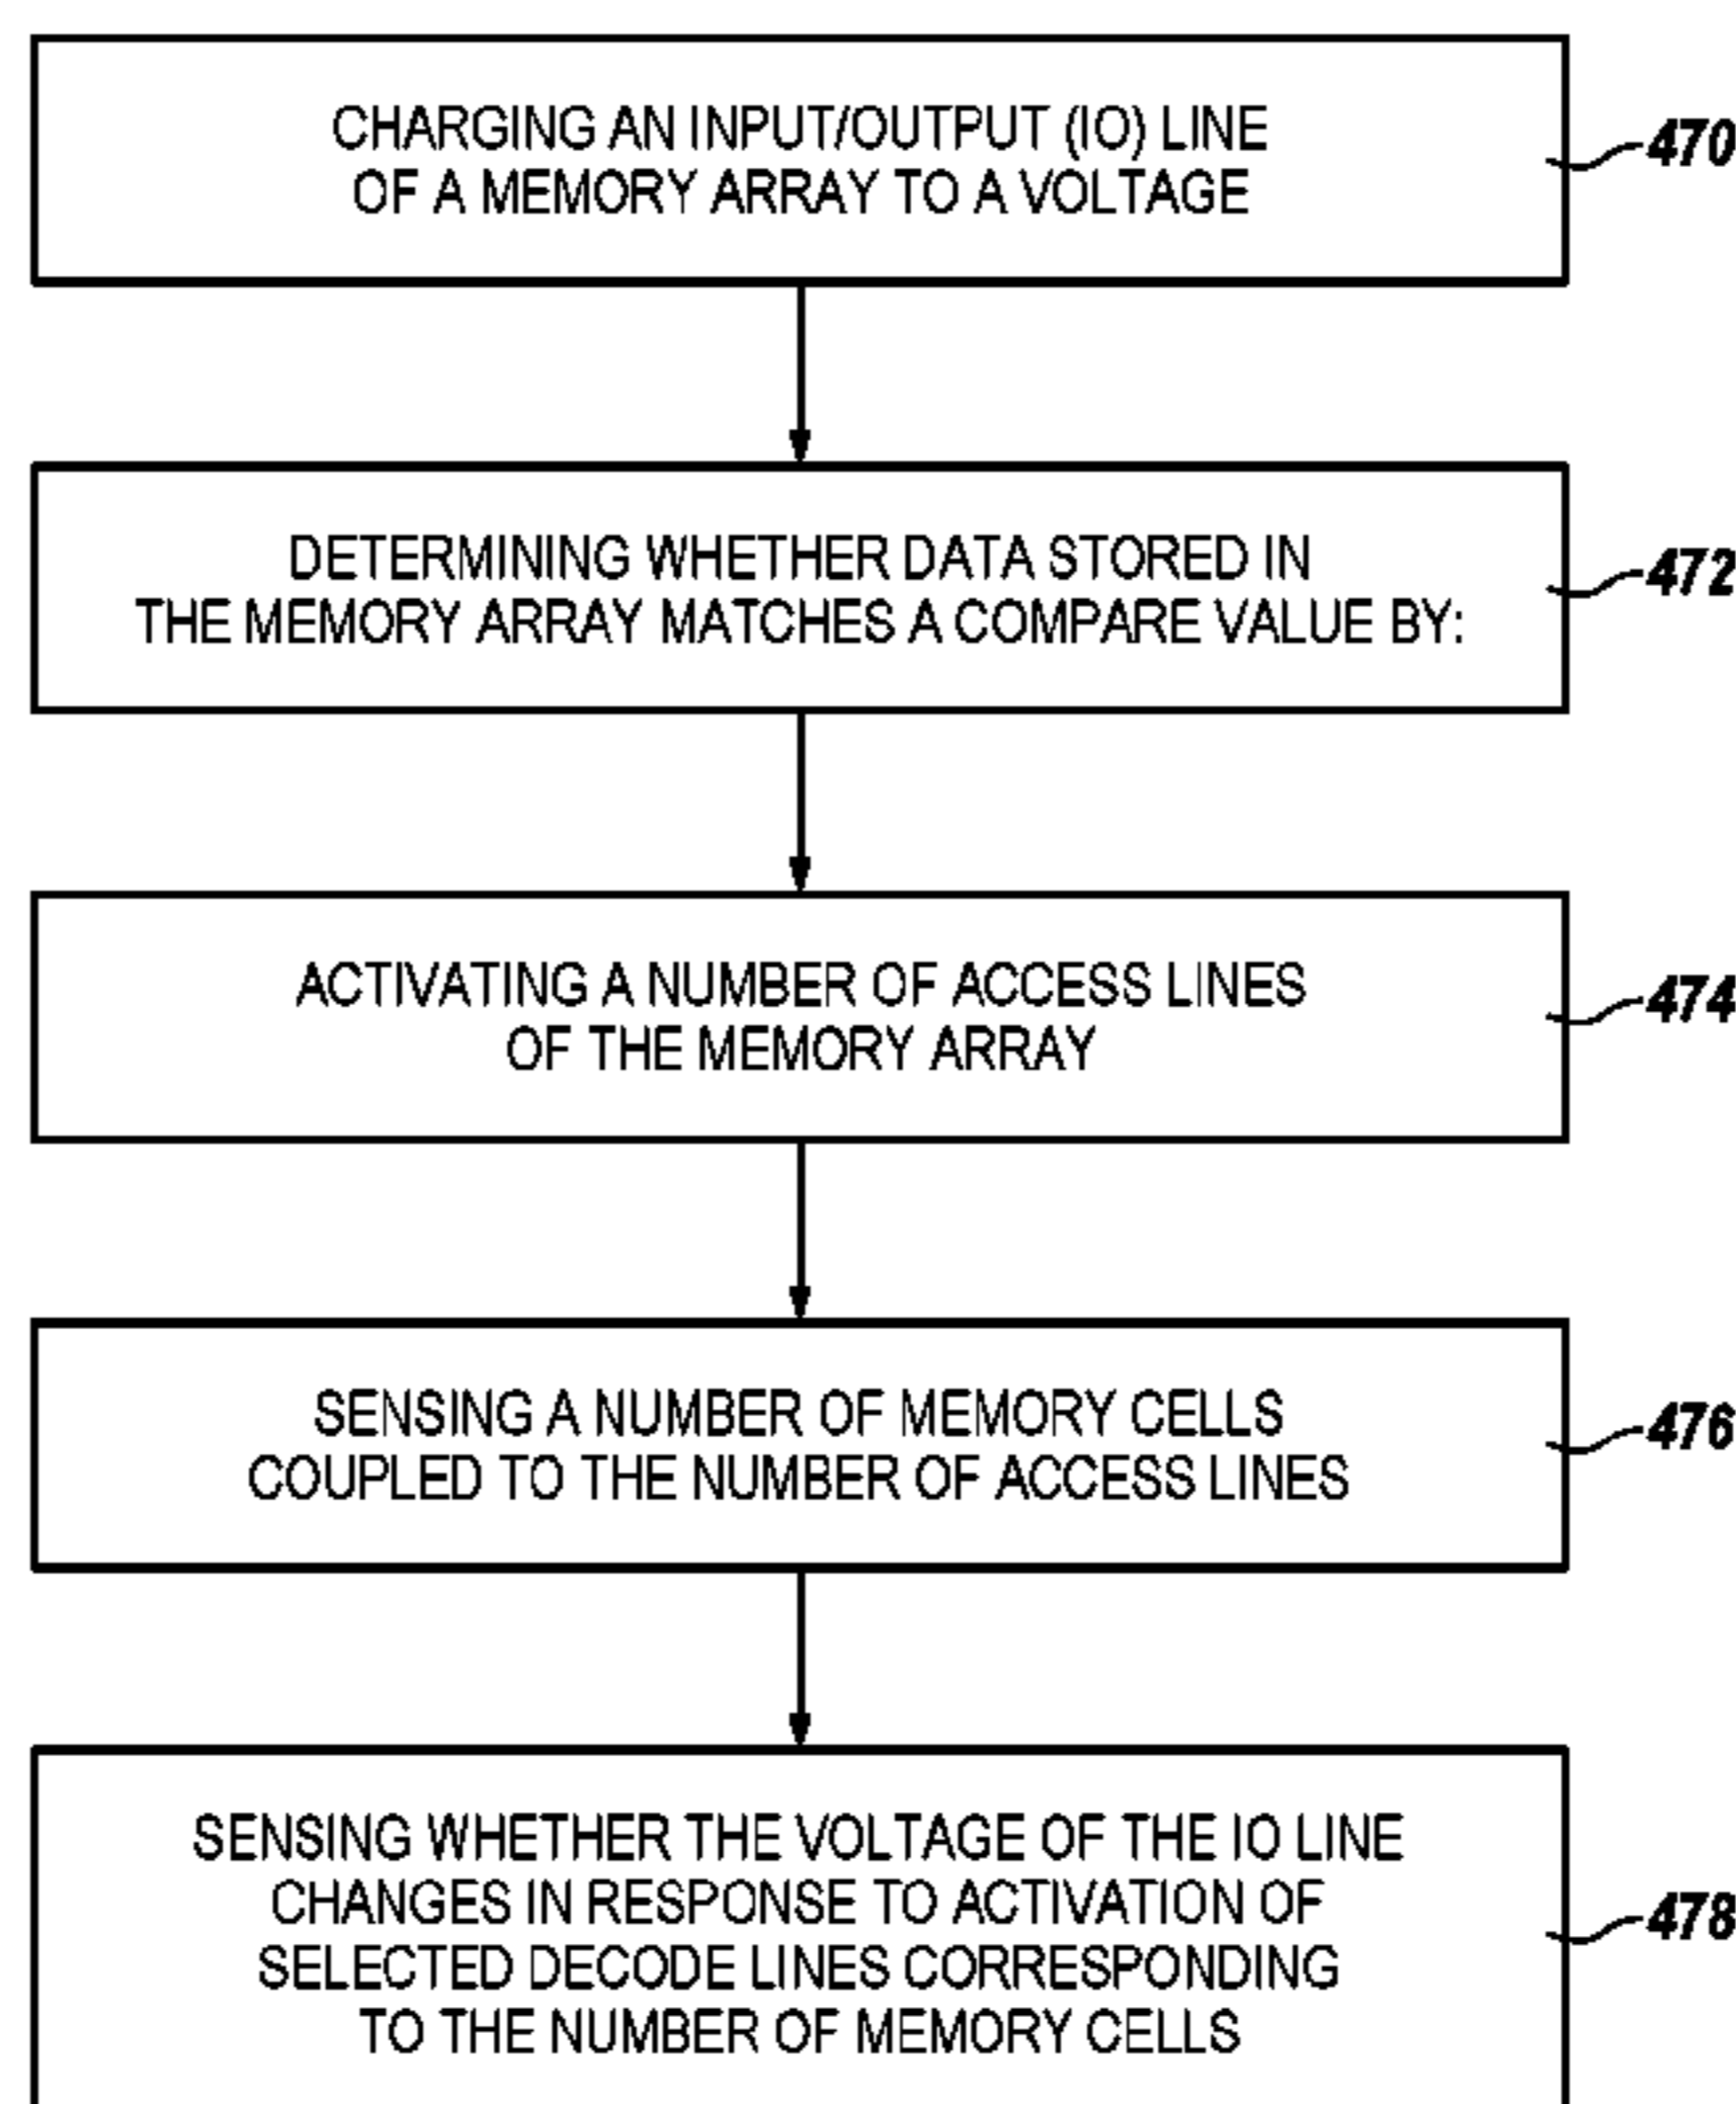 CHARGING AN INPUT/OUTPUT (IO) LINE
OF A MEMORY ARRAY TO A VOLTAGE
470
DETERMINING WHETHER DATA STORED IN
THE MEMORY ARRAY MATCHES A COMPARE VALUE BY:
472
ACTIVATING A NUMBER OF ACCESS LINES
OF THE MEMORY ARRAY
474
SENSING A NUMBER OF MEMORY CELLS
COUPLED TO THE NUMBER OF ACCESS LINES
476
SENSING WHETHER THE VOLTAGE OF THE IO LINE
CHANGES IN RESPONSE TO ACTIVATION OF
SELECTED DECODE LINES CORRESPONDING
TO THE NUMBER OF MEMORY CELLS
478